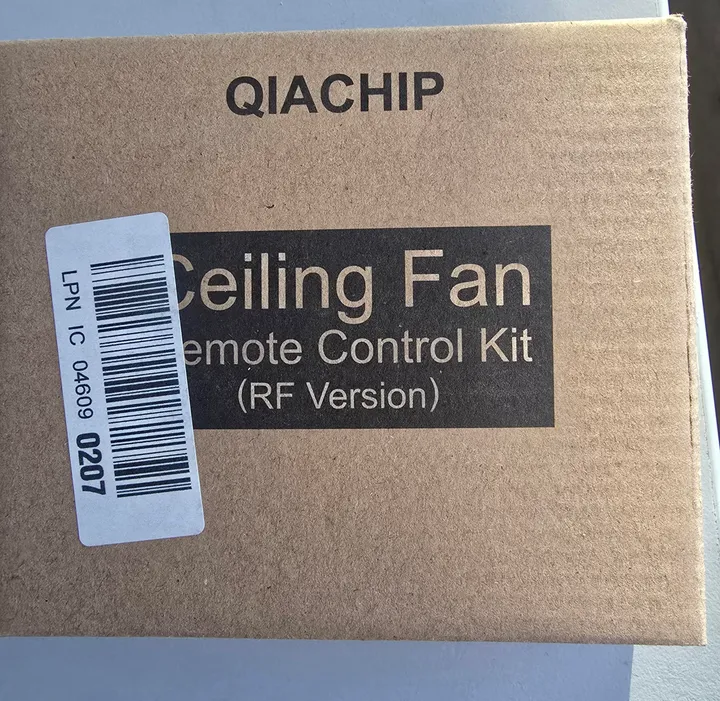 QIACHIP
Ceiling Fan
emote Control Kit
(RF Version)
LPN IC 04609 0207